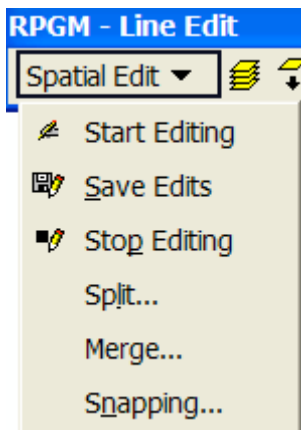 RPGM - Line Edit
Spatial Edit
Start Editing
Save Edits
Stop Editing
Split...
Merge...
Snapping...